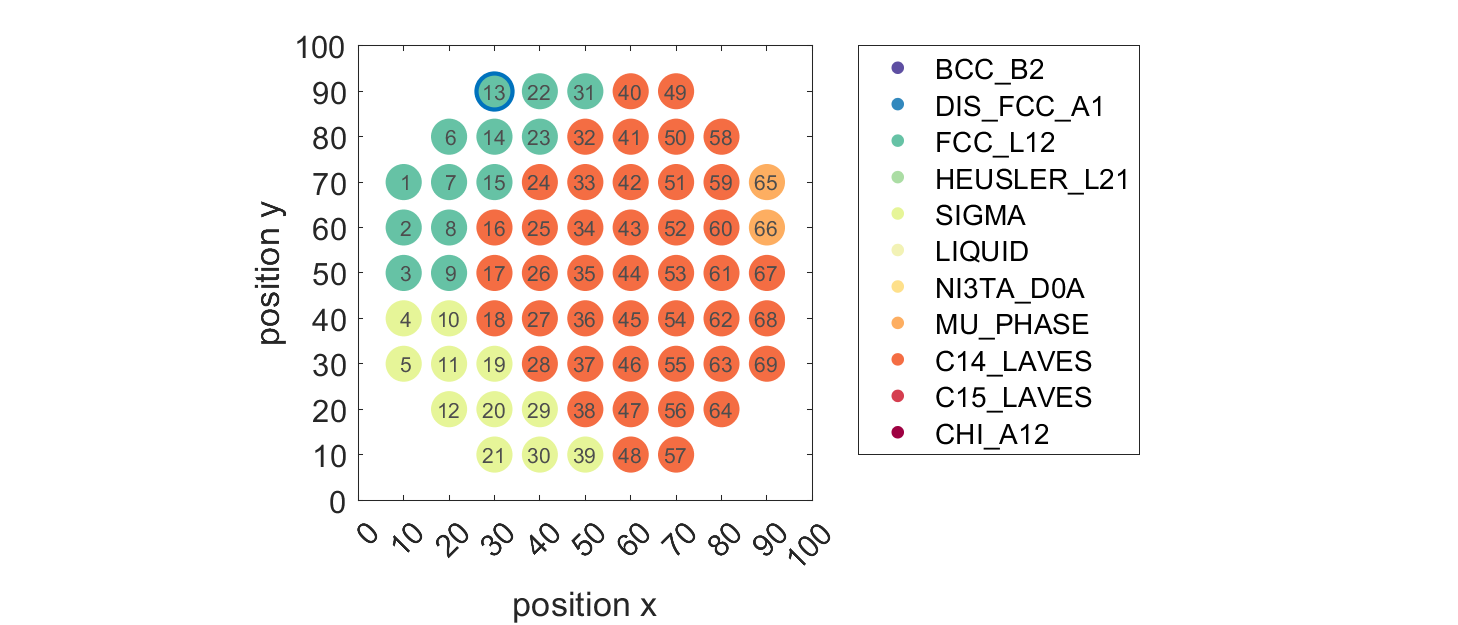 100
90 13 22 31 40 49
80 6 14 23 32 41 50 58
70 1 7 15 24 33 42 51 59 65
60 2 8 16 25 34 43 52 60 66
50 3 9 17 26 35 44 53 61 67
40 4 10 18 27 36 45 54 62 68
30 5 11 19 28 37 46 55 63 69
20 12 20 29 38 47 56 64
10 21 30 39 48 57
0
position y
0 10 20 30 40 50 60 70 80 90 100
position x
BCC_B2
DIS_FCC_A1
FCC_L12
HEUSLER_L21
SIGMA
LIQUID
NI3TA_D0A
MU_PHASE
C14_LAVES
C15_LAVES
CHI_A12